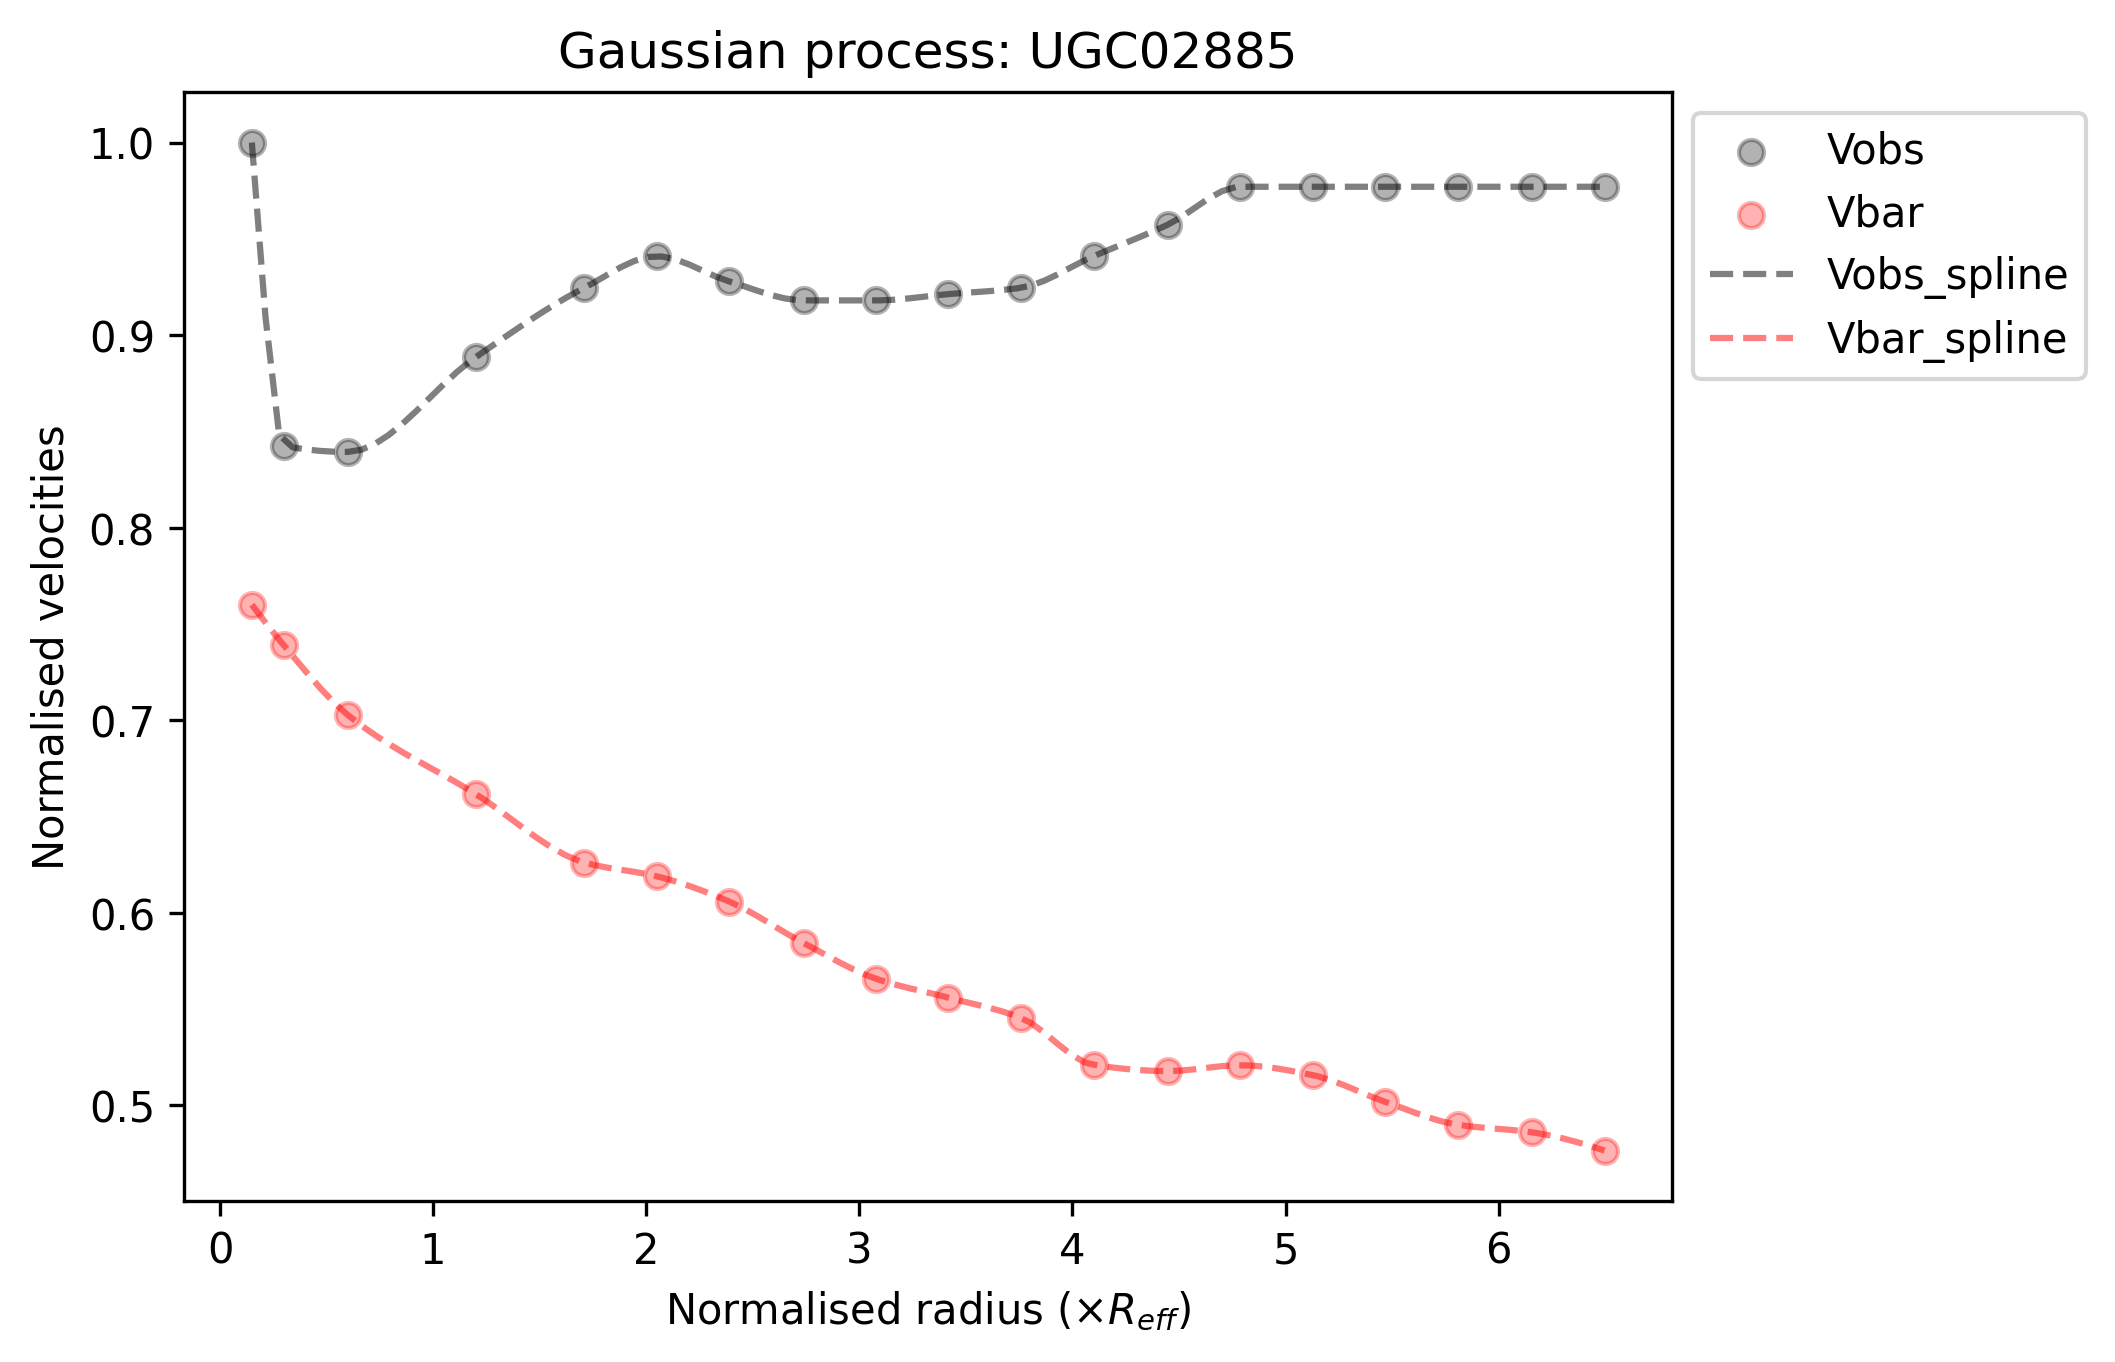 Gaussian process: UGC02885
Normalised velocities
1.0
0.9
0.8
0.7
0.6
0.5
0 1 2 3 4 5 6
Normalised radius (×R_eff)
Vobs
Vbar
Vobs_spline
Vbar_spline